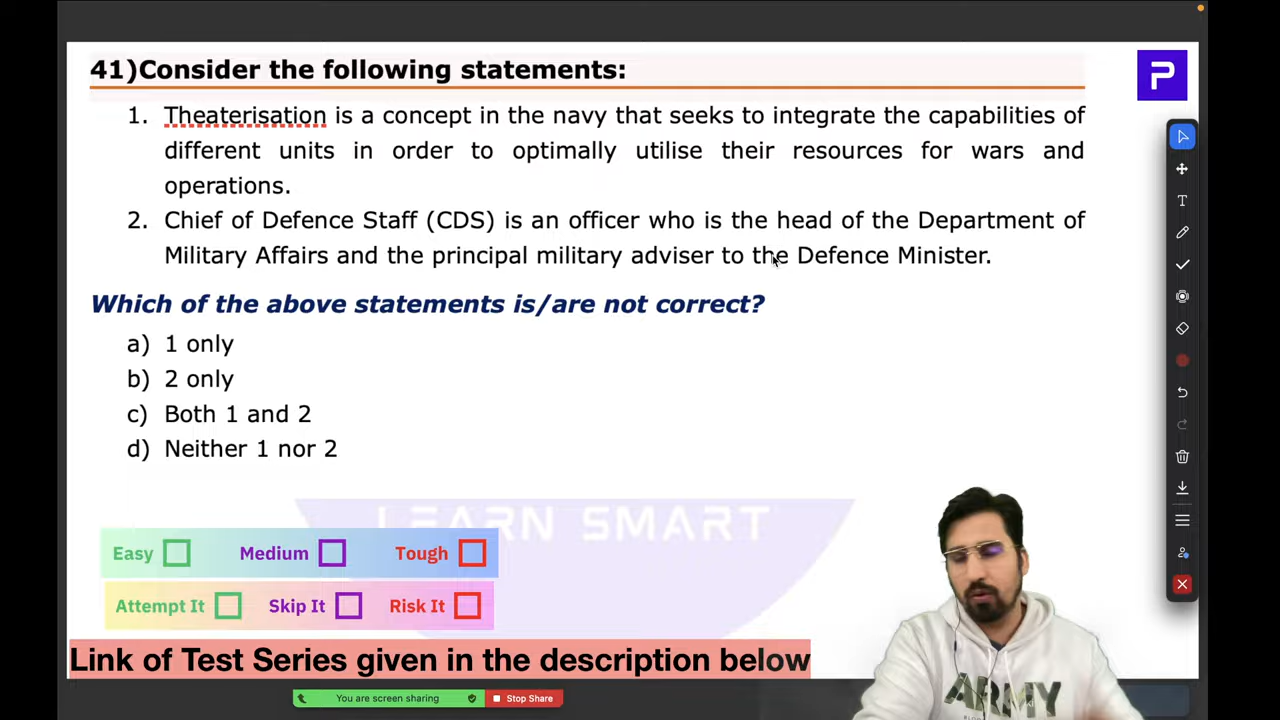 41)Consider the following statements:
P
1. Theaterisation is a concept in the navy that seeks to integrate the capabilities of
different units in order to optimally utilise their resources for wars and
operations.
2. Chief of Defence Staff (CDS) is an officer who is the head of the Department of
Military Affairs and the principal military adviser to the Defence Minister.
Which of the above statements is/are not correct?
a) 1 only
b) 2 only
c) Both 1 and 2
d) Neither 1 nor 2
LEARN SMART
Easy Medium Tough
Attempt It Skip It Risk It
Link of Test Series given in the description below
You are screen sharing Stop Share
ARMY